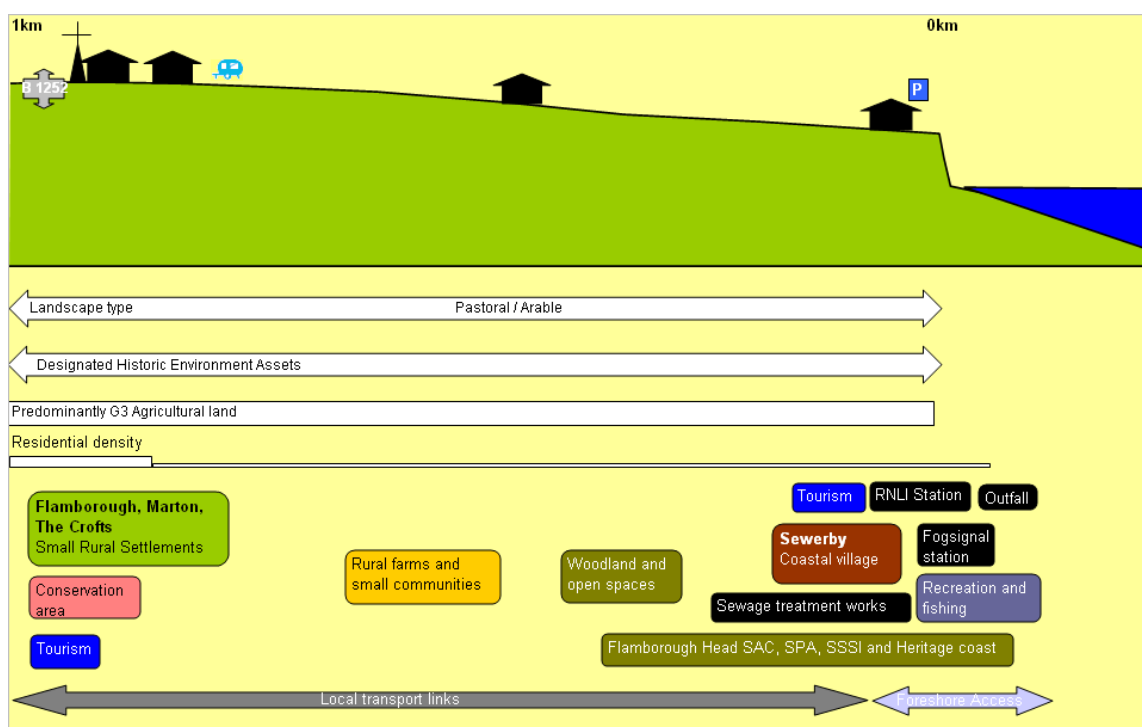 1km
0km
B 1252
P
Landscape type
Pastoral / Arable
Designated Historic Environment Assets
Predominantly G3 Agricultural land
Residential density
Flamborough, Marton,
The Crofts
Small Rural Settlements
Conservation
area
Tourism
Rural farms and
small communities
Woodland and
open spaces
Tourism
RNLI Station
Outfall
Sewerby
Coastal village
Fogsignal
station
Sewage treatment works
Recreation and
fishing
Flamborough Head SAC, SPA, SSSI and Heritage coast
Local transport links
Foreshore Access